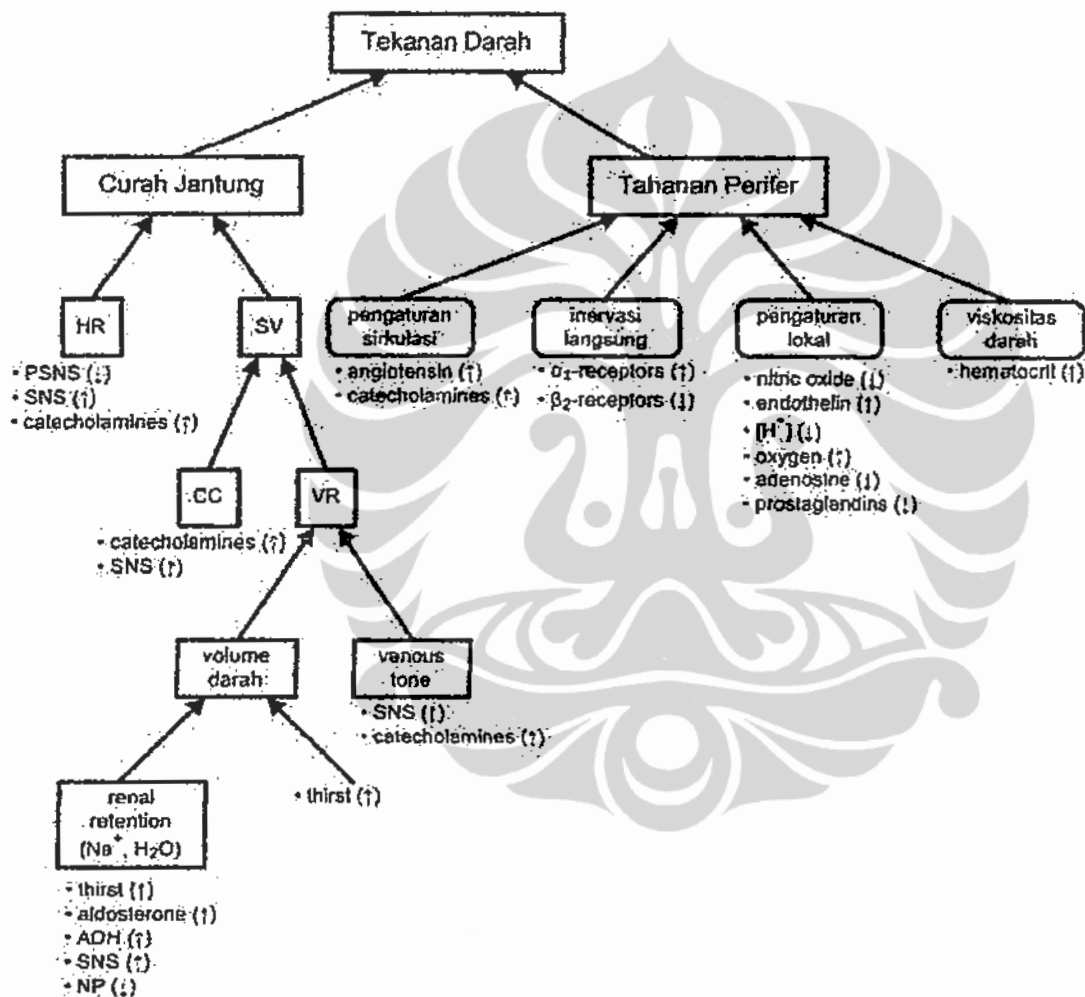 Tekanan Darah
Curah Jantung
Tahanan Perifer
HR
• PSNS (↓)
• SNS (↑)
• catecholamines (↑)
SV
pengaturan
sirkulasi
• angiotensin (↑)
• catecholamines (↑)
inervasi
langsung
• α₁-receptors (↑)
• β₂-receptors (↓)
pengaturan
lokal
• nitric oxide (↓)
• endothelin (↑)
• [H⁺] (↓)
• oxygen (↑)
• adenosine (↓)
• prostaglandins (↓)
viskositas
darah
• hematocrit (↑)
CC
• catecholamines (↑)
• SNS (↑)
VR
volume
darah
venous
tone
• SNS (↑)
• catecholamines (↑)
renal
retention
(Na⁺, H₂O)
• thirst (↑)
• aldosterone (↑)
• ADH (↑)
• SNS (↑)
• NP (↓)
• thirst (↑)